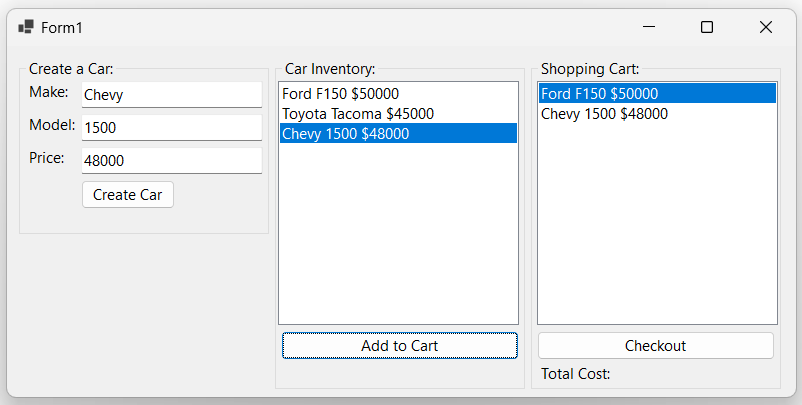 Form1
Create a Car:
Make: Chevy
Model: 1500
Price: 48000
Create Car
Car Inventory:
Ford F150 $50000
Toyota Tacoma $45000
Chevy 1500 $48000
Add to Cart
Shopping Cart:
Ford F150 $50000
Chevy 1500 $48000
Checkout
Total Cost: